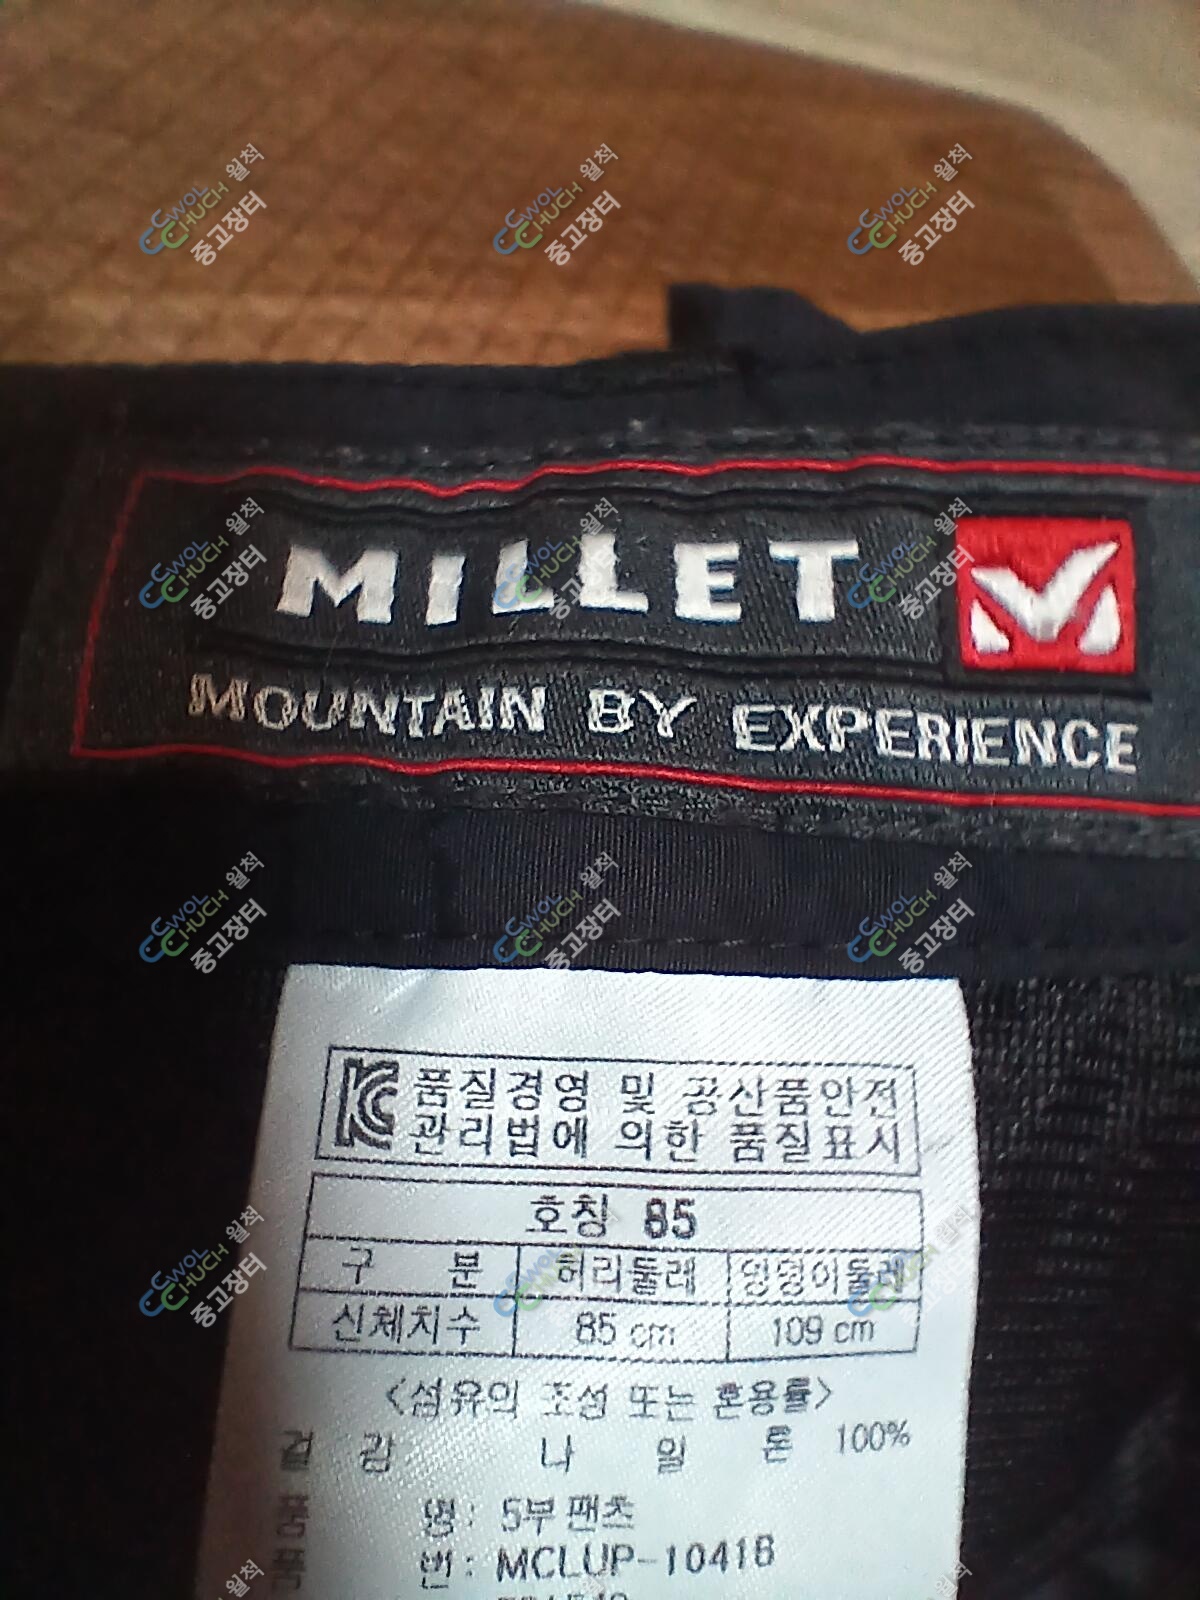 MILLET
MOUNTAIN BY EXPERIENCE
품질경영 및 공산품안전
관리법에 의한 품질표시
호칭 85
구 분 허리둘레 엉덩이둘레
신체치수 85 cm 109 cm
<섬유의 조성 또는 혼용률>
겉 감 나 일 론 100%
품 명 : 5부 팬츠
품 번 : MCLUP-10416
CWOL CHUCH 월척 중고장터